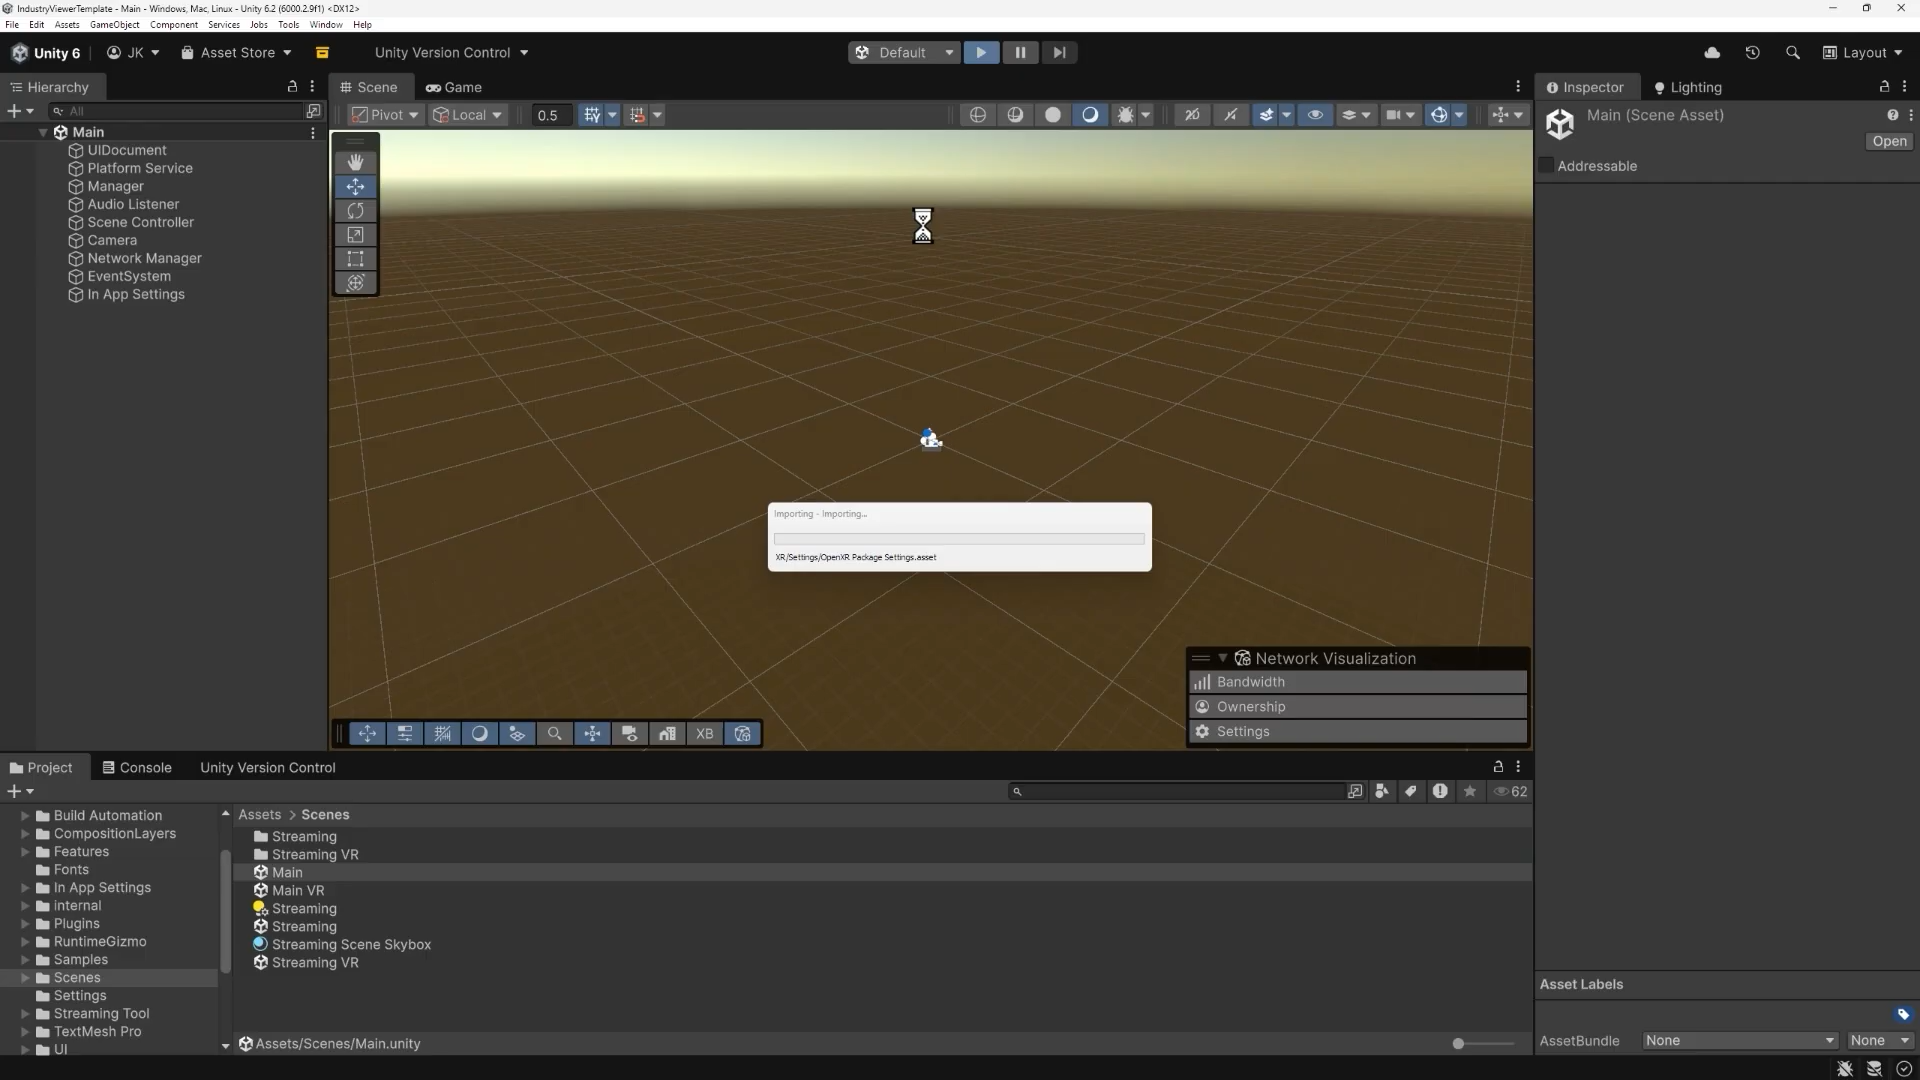 IndustryViewerTemplate - Main - Windows, Mac, Linux - Unity 6.2 (6000.2.9f1) <DX12>
File Edit Assets GameObject Component Services Jobs Tools Window Help
Unity 6 JK Asset Store Unity Version Control Default Layout
Hierarchy Scene Game Inspector Lighting
All Pivot Local 0.5 2D
Main (Scene Asset)
Open
Addressable
Main
UIDocument
Platform Service
Manager
Audio Listener
Scene Controller
Camera
Network Manager
EventSystem
In App Settings
Importing - Importing...
XR/Settings/OpenXR Package Settings.asset
Network Visualization
Bandwidth
Ownership
Settings
XB
Project Console Unity Version Control
62
Build Automation
CompositionLayers
Features
Fonts
In App Settings
internal
Plugins
RuntimeGizmo
Samples
Scenes
Settings
Streaming Tool
TextMesh Pro
UI
Assets > Scenes
Streaming
Streaming VR
Main
Main VR
Streaming
Streaming
Streaming Scene Skybox
Streaming VR
Assets/Scenes/Main.unity
Asset Labels
AssetBundle None None